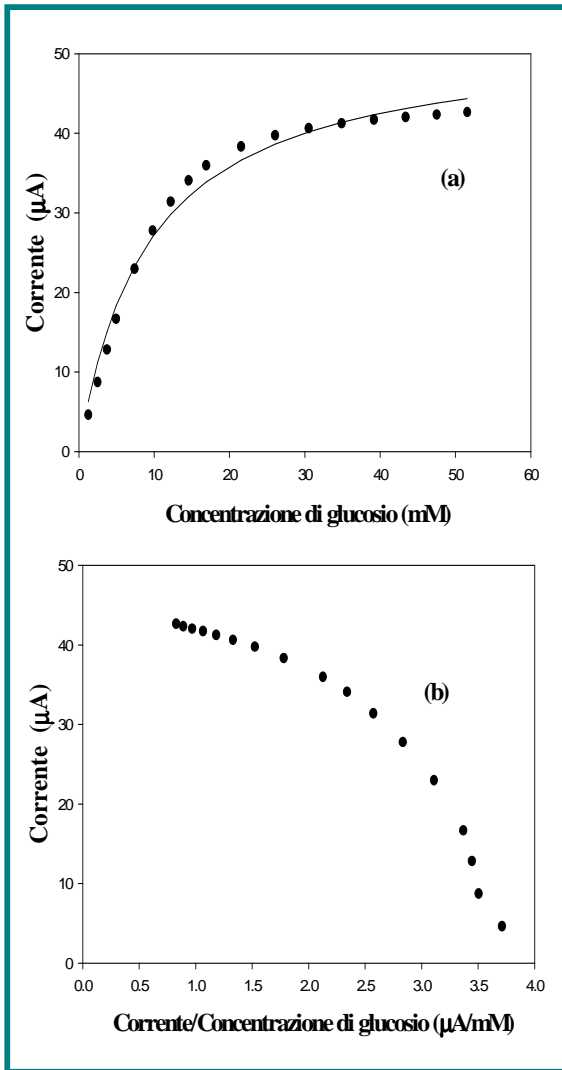 50
40
30
20
10
0
Corrente (µA)
(a)
0 10 20 30 40 50 60
Concentrazione di glucosio (mM)
50
40
30
20
10
0
Corrente (µA)
(b)
0.0 0.5 1.0 1.5 2.0 2.5 3.0 3.5 4.0
Corrente/Concentrazione di glucosio (µA/mM)